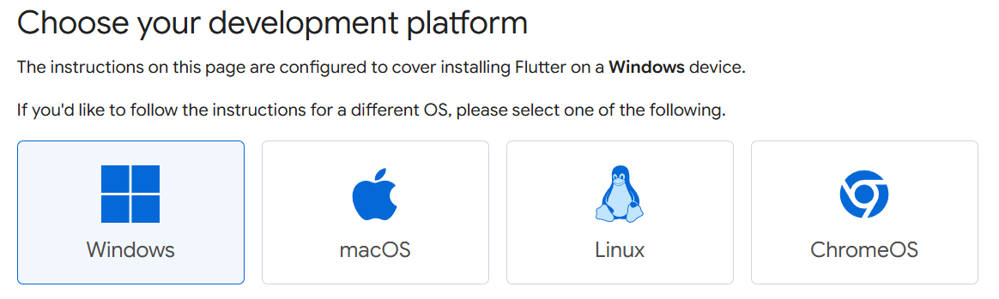 Choose your development platform
The instructions on this page are configured to cover installing Flutter on a Windows device.
If you'd like to follow the instructions for a different OS, please select one of the following.
Windows
macOS
Linux
ChromeOS